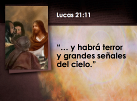 Lucas 21:11
“... y habrá terror
y grandes señales
del cielo.”